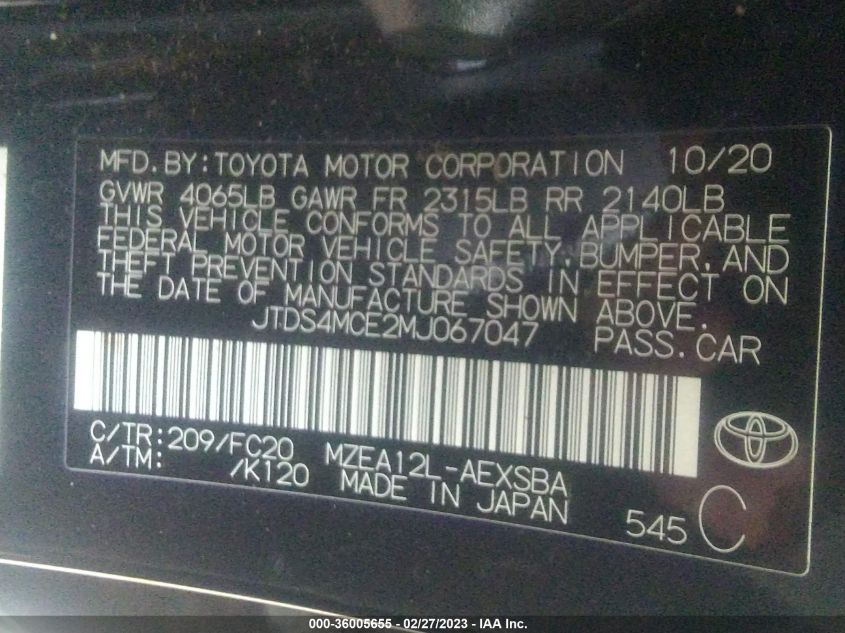 MFD.BY:TOYOTA MOTOR CORPORATION 10/20
GVWR 4065LB GAWR FR 2315LB RR 2140LB
THIS VEHICLE CONFORMS TO ALL APPLICABLE
FEDERAL MOTOR VEHICLE SAFETY,BUMPER,AND
THEFT PREVENTION STANDARDS IN EFFECT ON
THE DATE OF MANUFACTURE SHOWN ABOVE.
JTDS4MCE2MJ067047 PASS.CAR
C/TR:209/FC20 MZEA12L-AEXSBA
A/TM: /K120 MADE IN JAPAN
545 C
000-36005655 - 02/27/2023 - IAA Inc.